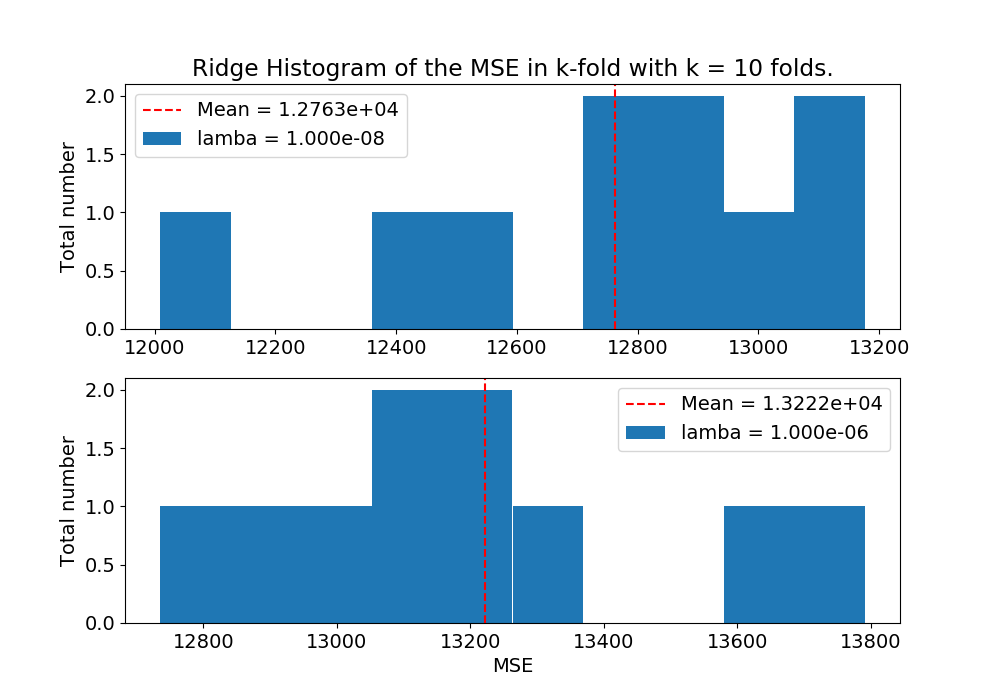 Ridge Histogram of the MSE in k-fold with k = 10 folds.
Total number
2.0
1.5
1.0
0.5
0.0
Mean = 1.2763e+04
lamba = 1.000e-08
12000 12200 12400 12600 12800 13000 13200
Total number
2.0
1.5
1.0
0.5
0.0
Mean = 1.3222e+04
lamba = 1.000e-06
12800 13000 13200 13400 13600 13800
MSE